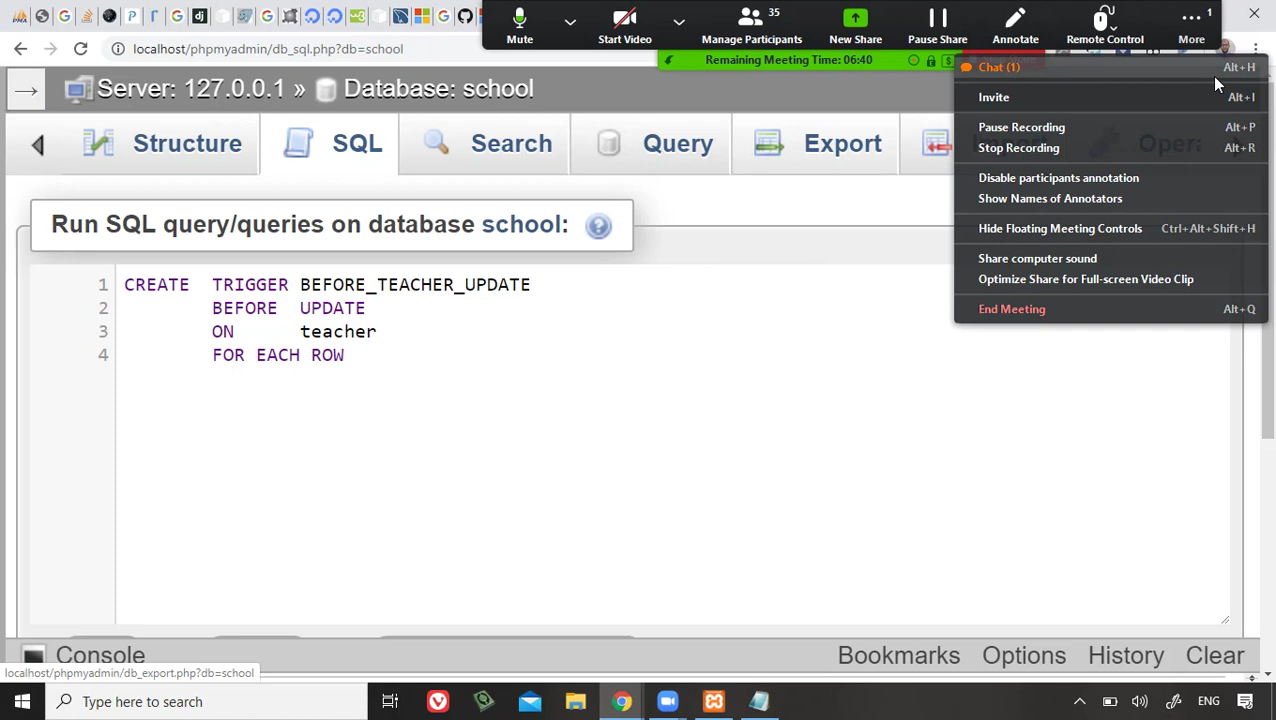 35
1
Mute
Start Video
Manage Participants
New Share
Pause Share
Annotate
Remote Control
More
localhost/phpmyadmin/db_sql.php?db=school
Remaining Meeting Time: 06:40
Chat (1) Alt+H
Invite Alt+I
Pause Recording Alt+P
Stop Recording Alt+R
Disable participants annotation
Show Names of Annotators
Hide Floating Meeting Controls Ctrl+Alt+Shift+H
Share computer sound
Optimize Share for Full-screen Video Clip
End Meeting Alt+Q
Server: 127.0.0.1 » Database: school
Structure
SQL
Search
Query
Export
Run SQL query/queries on database school:
1 CREATE TRIGGER BEFORE_TEACHER_UPDATE
2 BEFORE UPDATE
3 ON teacher
4 FOR EACH ROW
Console
Bookmarks Options History Clear
localhost/phpmyadmin/db_export.php?db=school
Type here to search
ENG